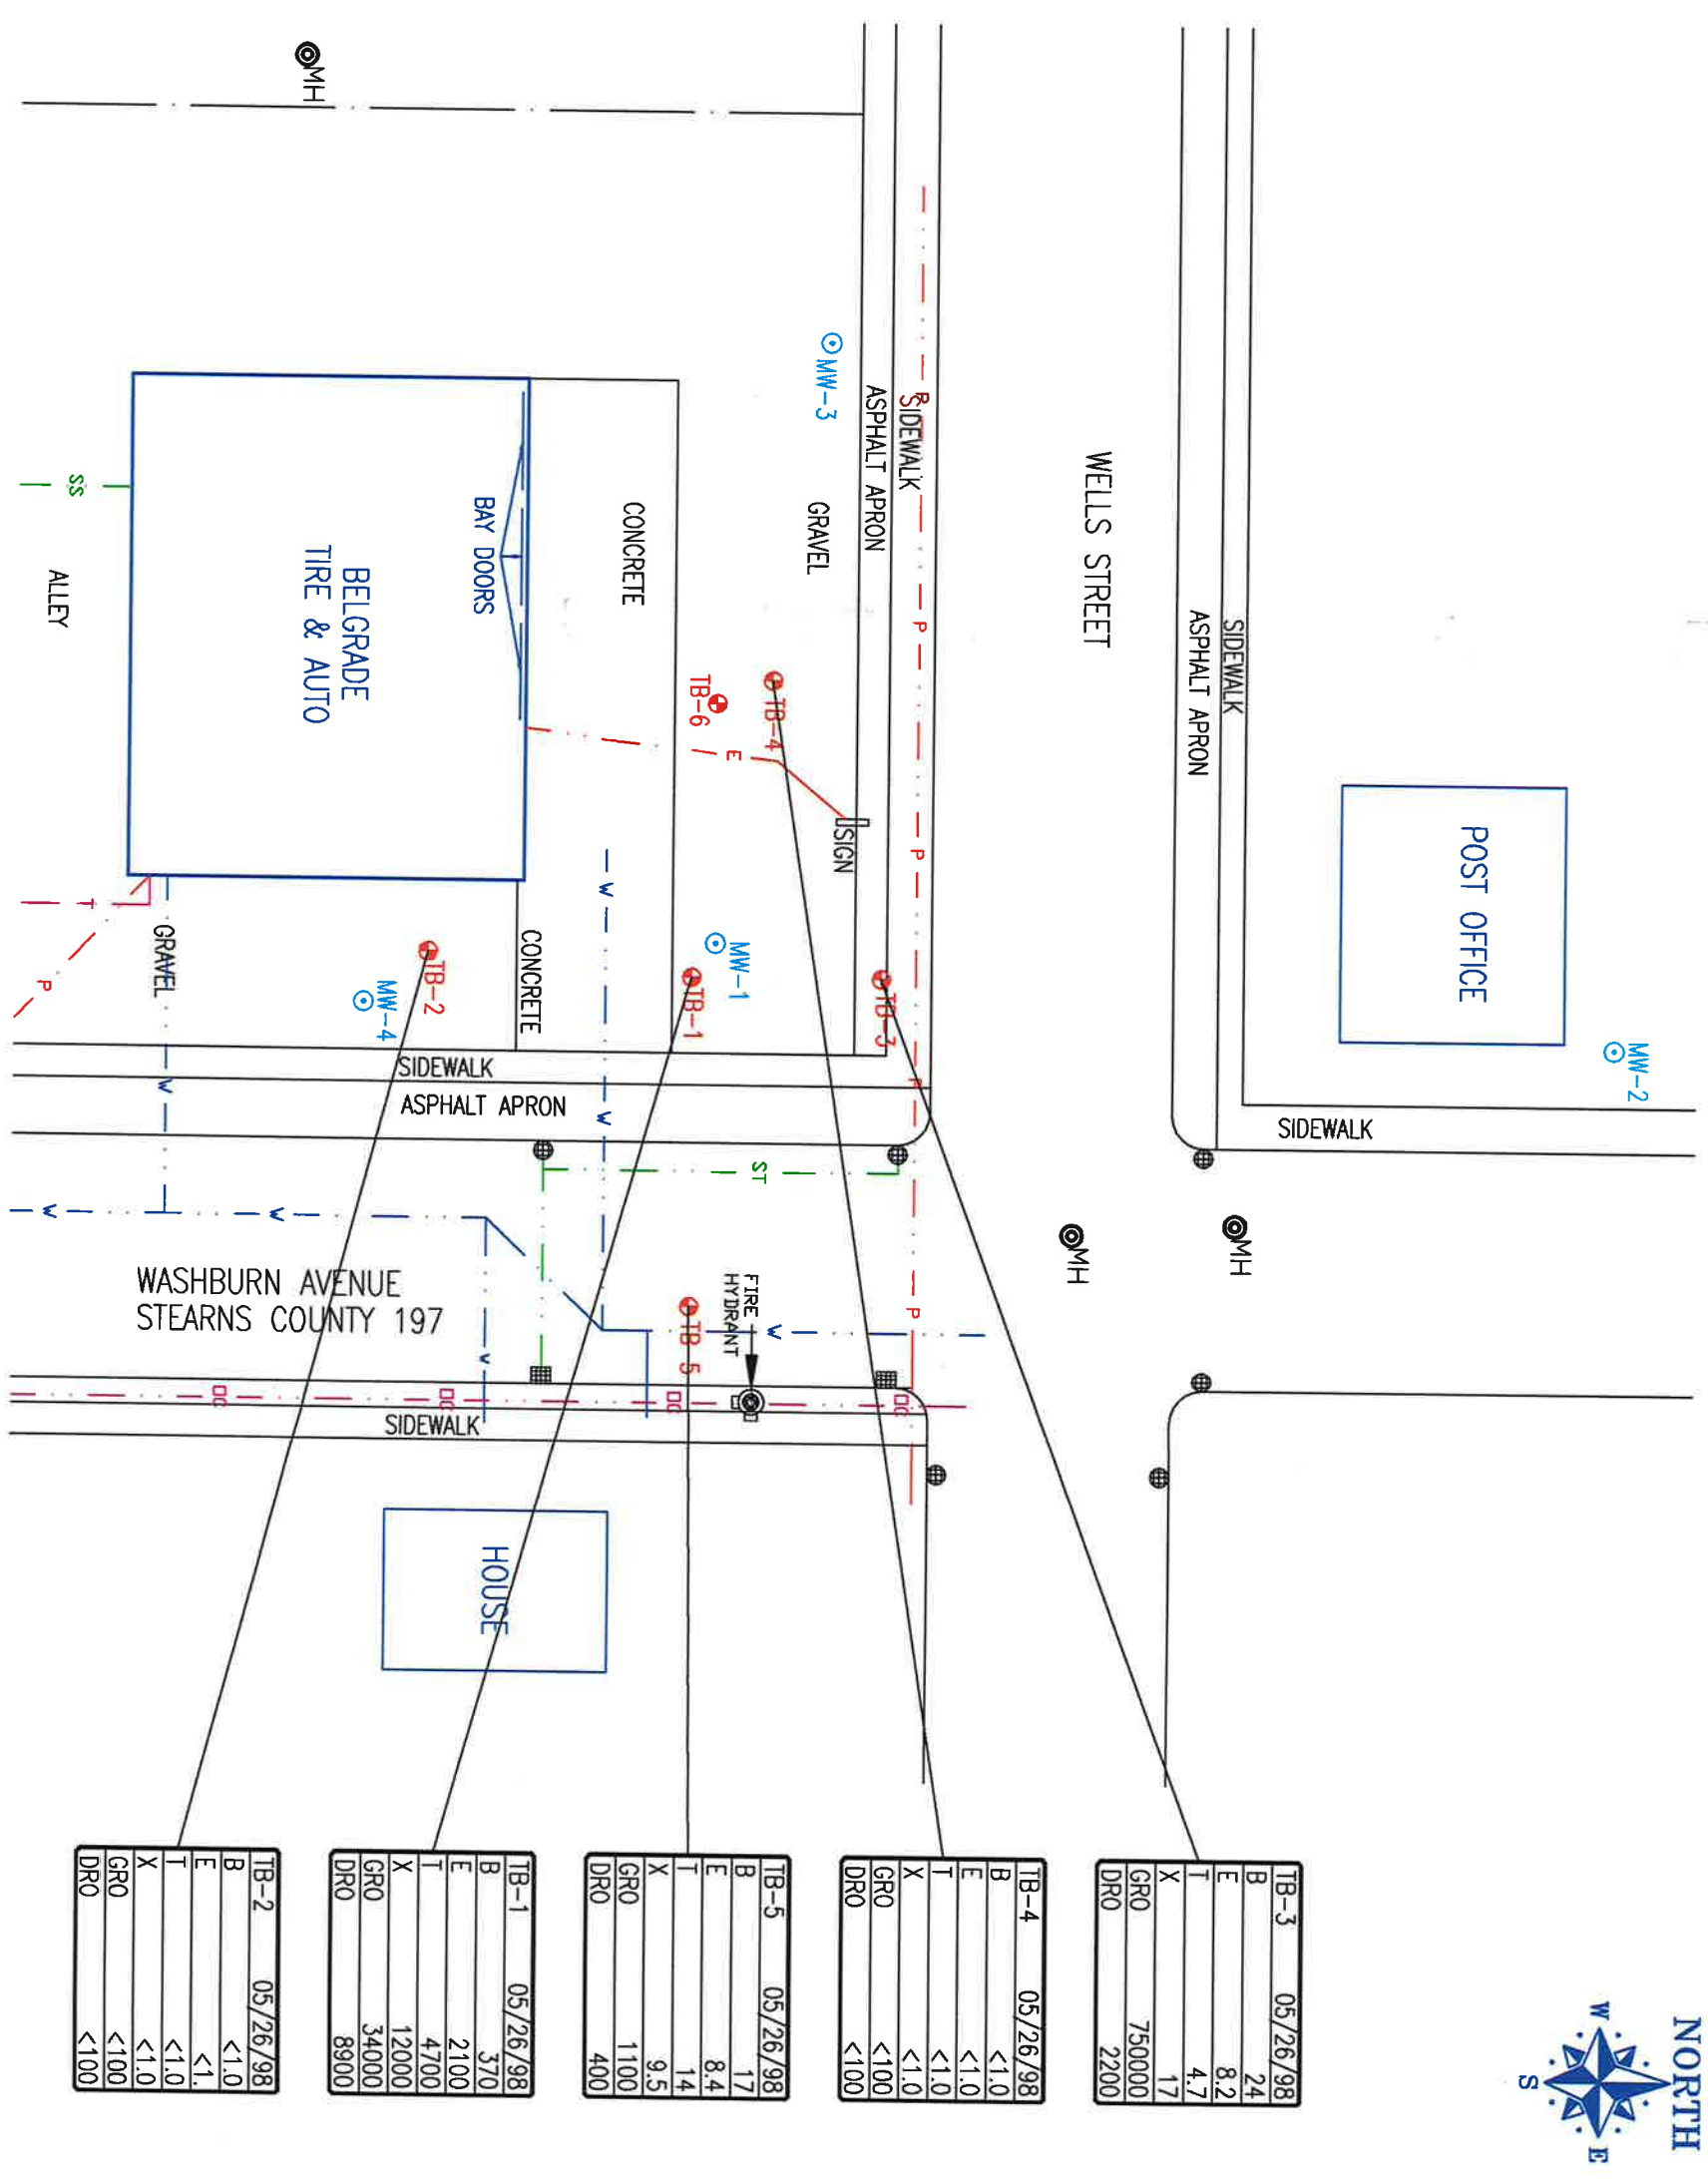 NORTH
W
E
S
MH
MW-2
POST OFFICE
SIDEWALK
SIDEWALK
ASPHALT APRON
MH
MH
WELLS STREET
P
SIDEWALK
P
P
P
P
ASPHALT APRON
MW-3
GRAVEL
SIGN
TB-3
TB-4
TB-6
E
MW-1
TB-1
ST
FIRE
HYDRANT
W
TB 5
CONCRETE
W
W
BAY DOORS
CONCRETE
BELGRADE
TIRE & AUTO
TB-2
MW-4
SIDEWALK
ASPHALT APRON
HOUSE
OC
OC
OC
OC
SIDEWALK
W
W
W
W
WASHBURN AVENUE
STEARNS COUNTY 197
GRAVEL
T
P
SS
ALLEY
TB-3 05/26/98
B 24
E 8.2
T 4.7
X 17
GRO 750000
DRO 2200
TB-4 05/26/98
B <1.0
E <1.0
T <1.0
X <1.0
GRO <100
DRO <100
TB-5 05/26/98
B 17
E 8.4
T 14
X 9.5
GRO 1100
DRO 400
TB-1 05/26/98
B 370
E 2100
T 4700
X 12000
GRO 34000
DRO 8900
TB-2 05/26/98
B <1.0
E <1.
T <1.0
X <1.0
GRO <100
DRO <100